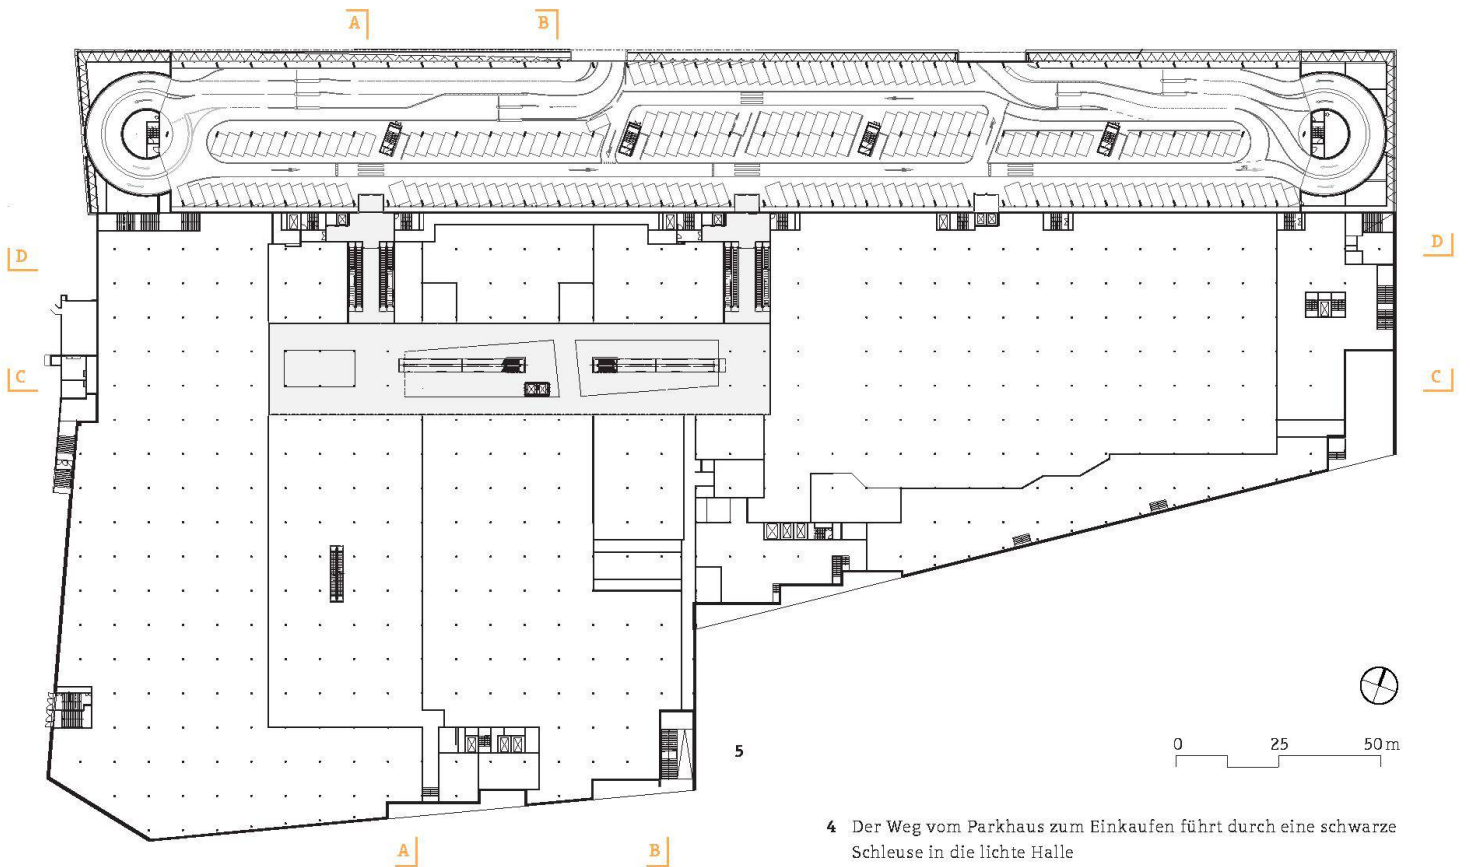 A
B
D
D
C
C
5
0 25 50 m
4 Der Weg vom Parkhaus zum Einkaufen führt durch eine schwarze
Schleuse in die lichte Halle
A
B